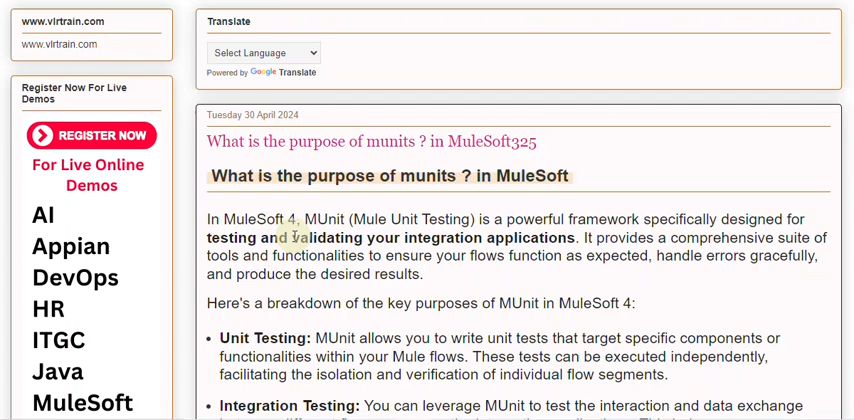 www.vlrtrain.com
www.vlrtrain.com
Register Now For Live
Demos
REGISTER NOW
For Live Online
Demos
AI
Appian
DevOps
HR
ITGC
Java
MuleSoft
Translate
Select Language
Powered by Google Translate
Tuesday 30 April 2024
What is the purpose of munits ? in MuleSoft325
What is the purpose of munits ? in MuleSoft
In MuleSoft 4, MUnit (Mule Unit Testing) is a powerful framework specifically designed for
testing and validating your integration applications. It provides a comprehensive suite of
tools and functionalities to ensure your flows function as expected, handle errors gracefully,
and produce the desired results.
Here's a breakdown of the key purposes of MUnit in MuleSoft 4:
• Unit Testing: MUnit allows you to write unit tests that target specific components or
functionalities within your Mule flows. These tests can be executed independently,
facilitating the isolation and verification of individual flow segments.
• Integration Testing: You can leverage MUnit to test the interaction and data exchange